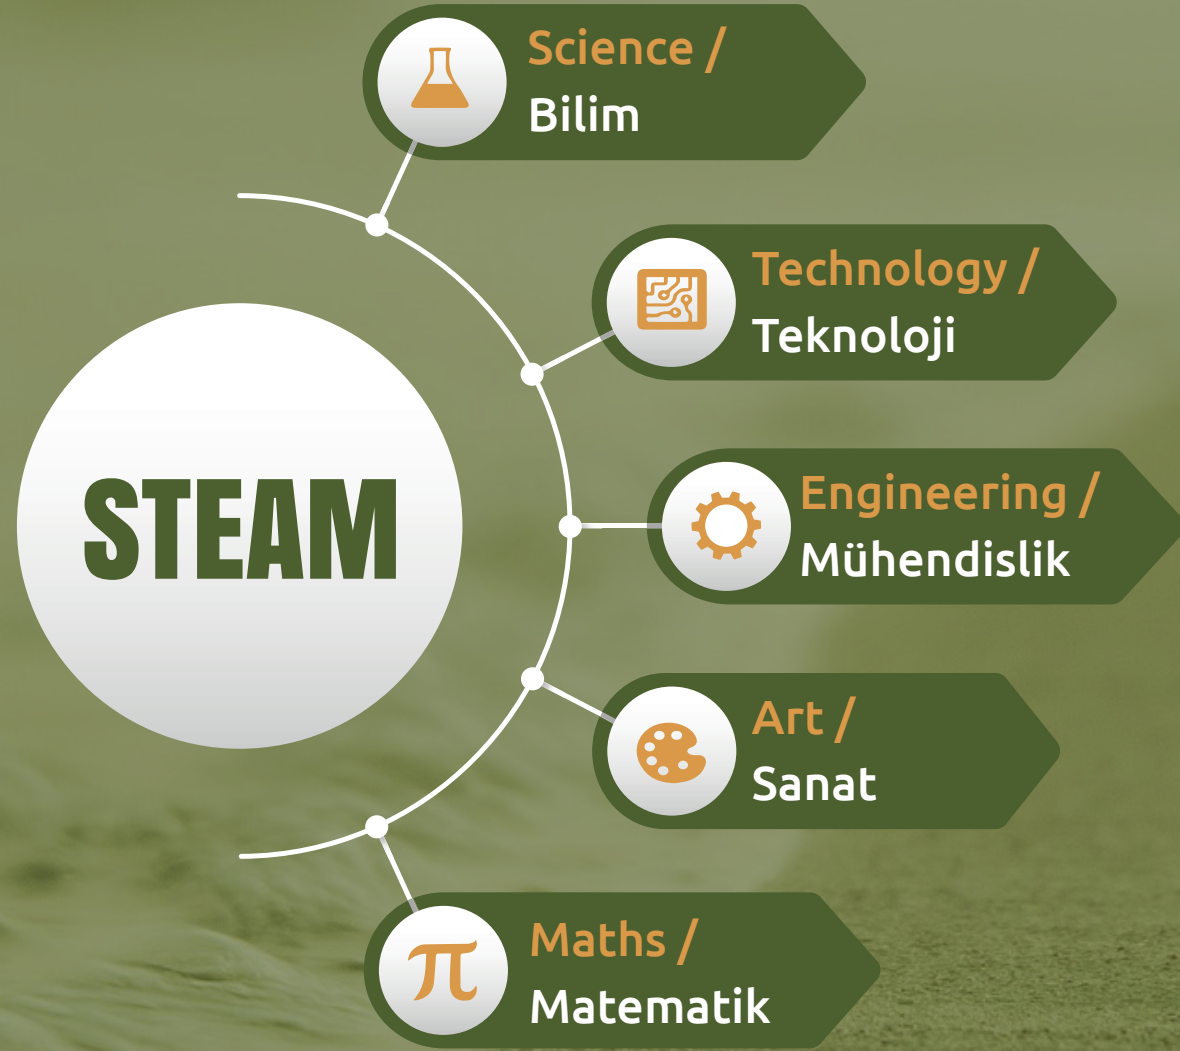 STEAM
Science /
Bilim
Technology /
Teknoloji
Engineering /
Mühendislik
Art /
Sanat
Maths /
Matematik